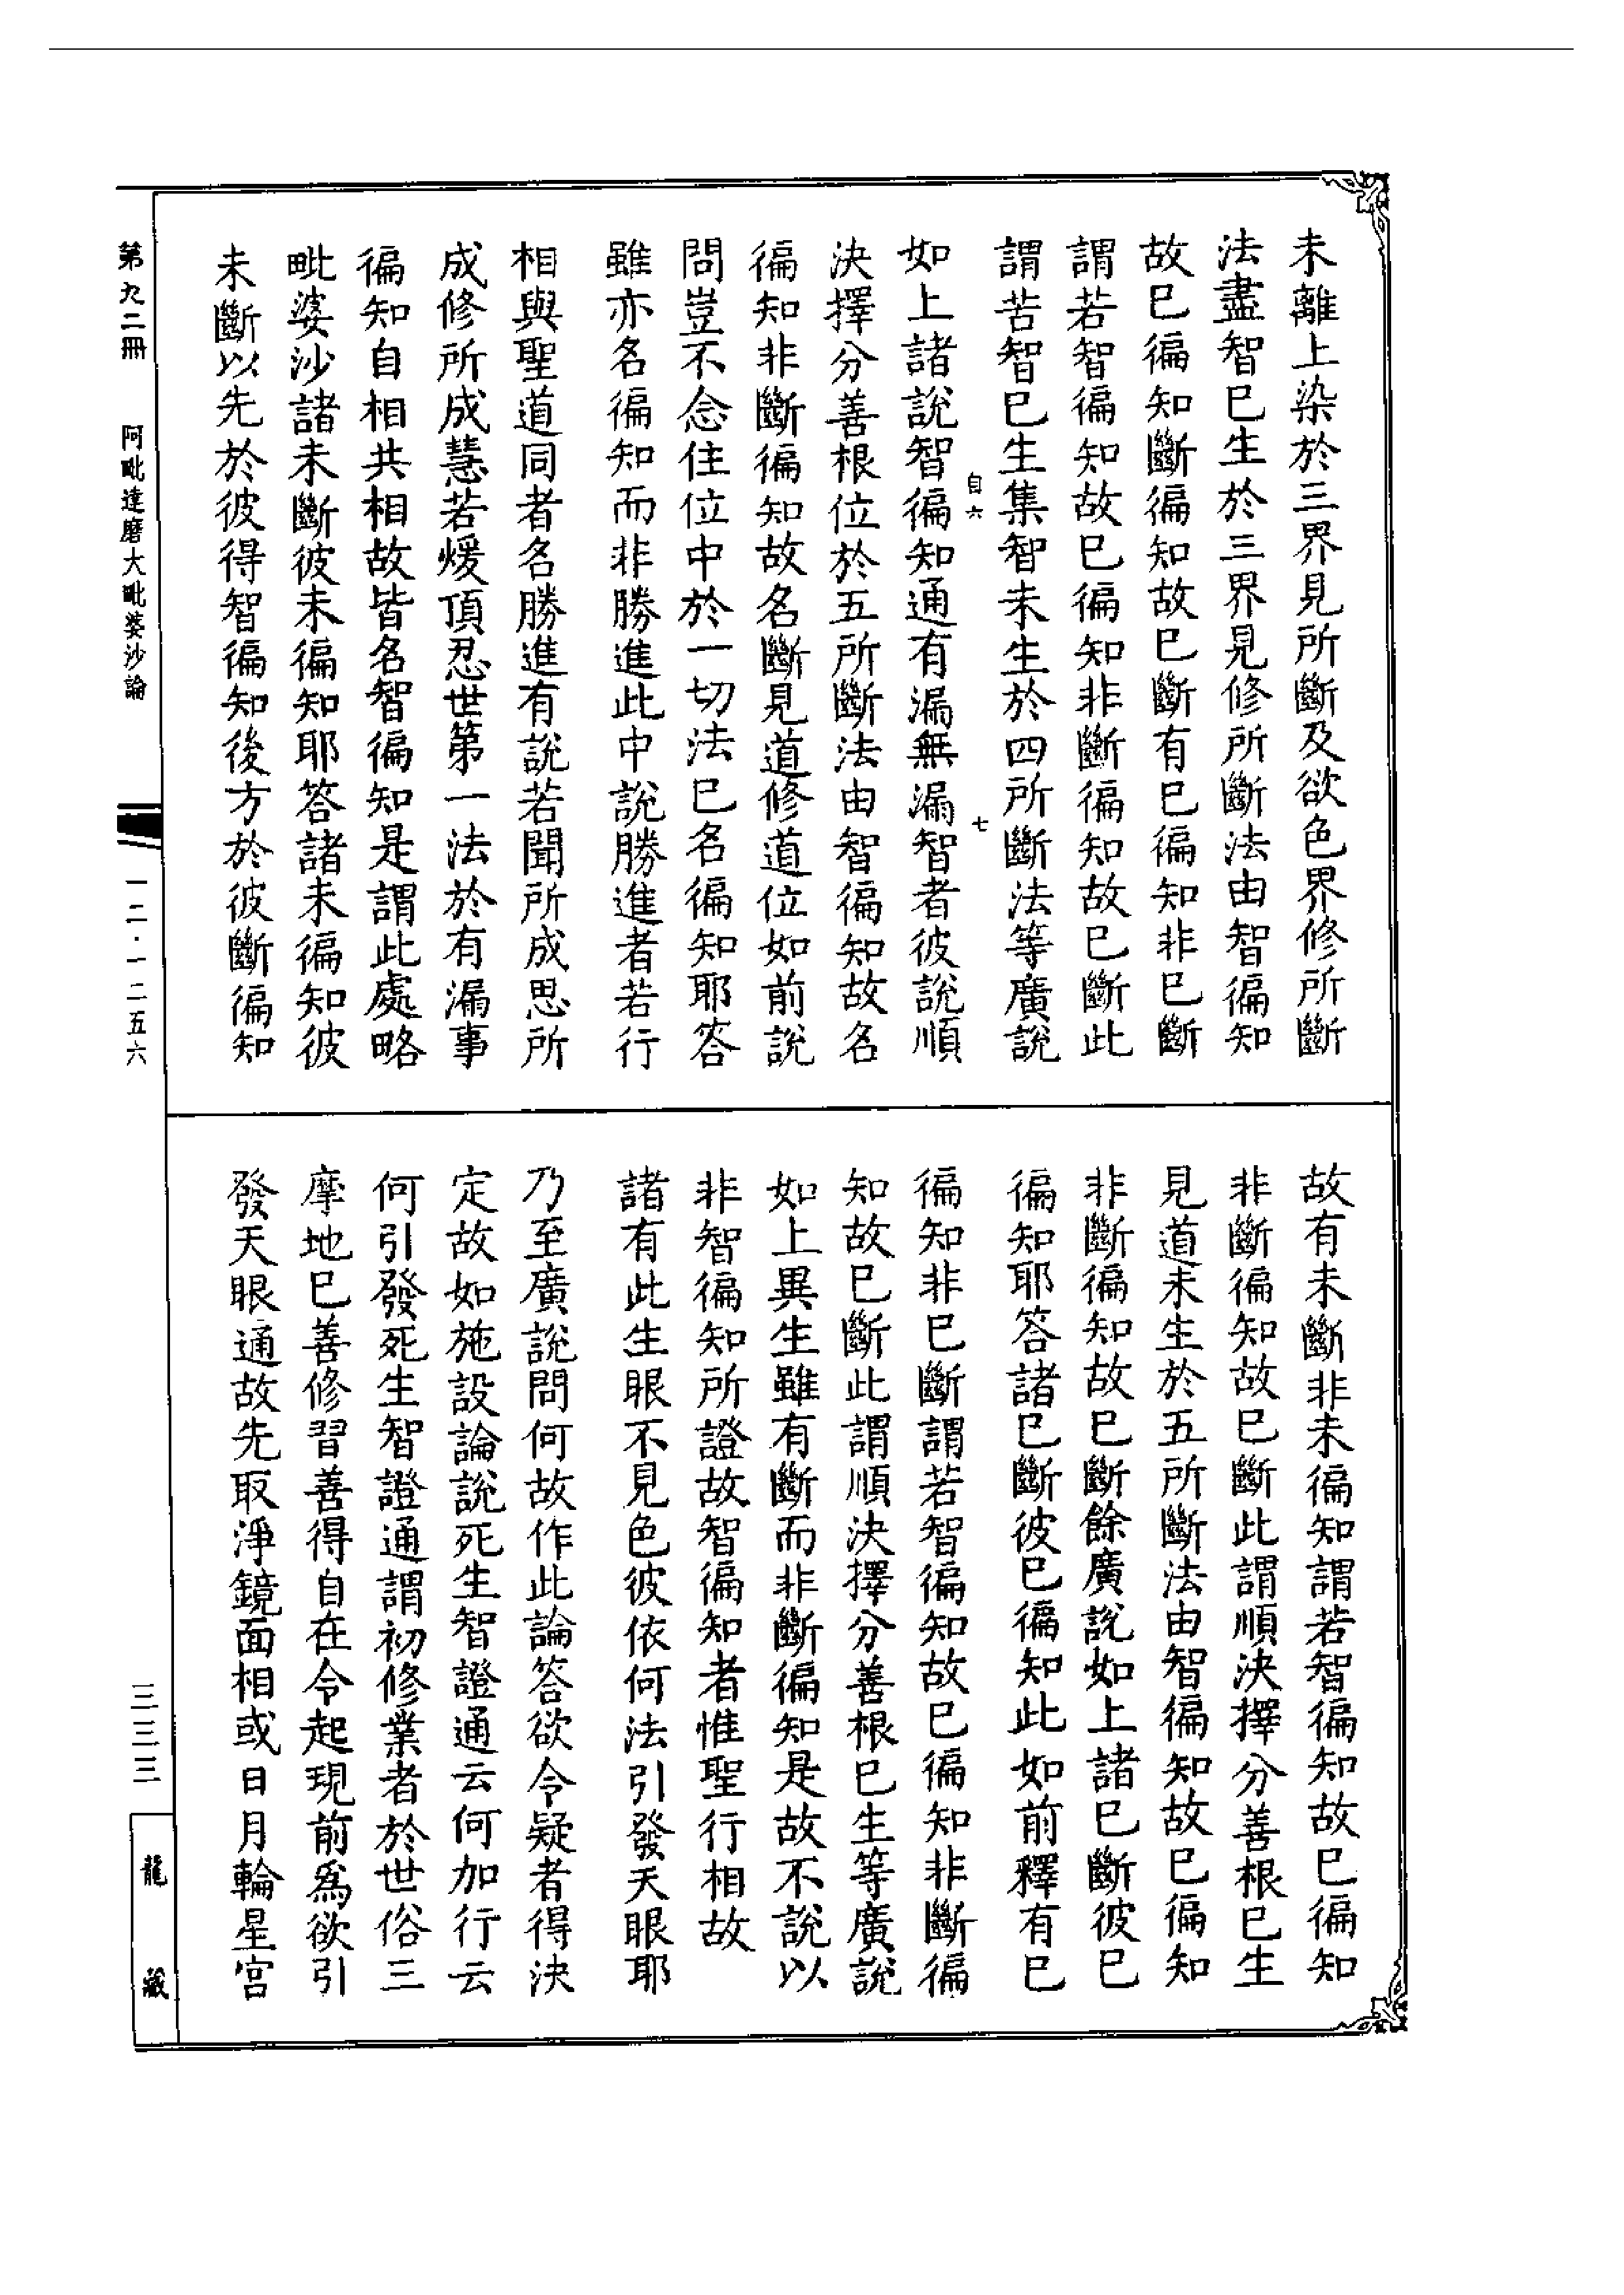 未離上染於三界見所斷及欲色界修所斷
法盡智巳生於三界見修所斷法由智徧知
故巳徧知斷徧知故巳斷有巳徧知非巳斷
謂若智徧知故巳徧知非斷徧知故巳斷此
謂苦智巳生集智未生於四所斷法等廣說
自六
七
如上諸說智徧知通有漏無漏智者彼說順
決擇分善根位於五所斷法由智徧知故名
徧知非斷徧知故名斷見道修道位如前說
問豈不念住位中於一切法巳名徧知耶答
雖亦名徧知而非勝進此中說勝進者若行
相與聖道同者名勝進有說若聞所成思所
成修所成慧若煖頂忍世第一法於有漏事
徧知自相共相故皆名智徧知是謂此處略
毗婆沙諸未斷彼未徧知耶答諸未徧知彼
未斷以先於彼得智徧知後方於彼斷徧知
故有未斷非未徧知謂若智徧知故巳徧知
非斷徧知故巳斷此謂順決擇分善根巳生
見道未生於五所斷法由智徧知故巳徧知
非斷徧知故巳斷餘廣說如上諸巳斷彼巳
徧知耶答諸巳斷彼巳徧知此如前釋有巳
徧知非巳斷謂若智徧知故巳徧知非斷徧
知故巳斷此謂順決擇分善根巳生等廣說
如上異生雖有斷而非斷徧知是故不說以
非智徧知所證故智徧知者惟聖行相故
諸有此生眼不見色彼依何法引發天眼耶
乃至廣說問何故作此論答欲令疑者得決
定故如施設論說死生智證通云何加行云
何引發死生智證通謂初修業者於世俗三
摩地巳善修習善得自在令起現前爲欲引
發天眼通故先取淨鏡面相或日月輪星宮
第九二冊
阿毗達磨大毗婆沙論
一二·一二五六
三三三
龍藏